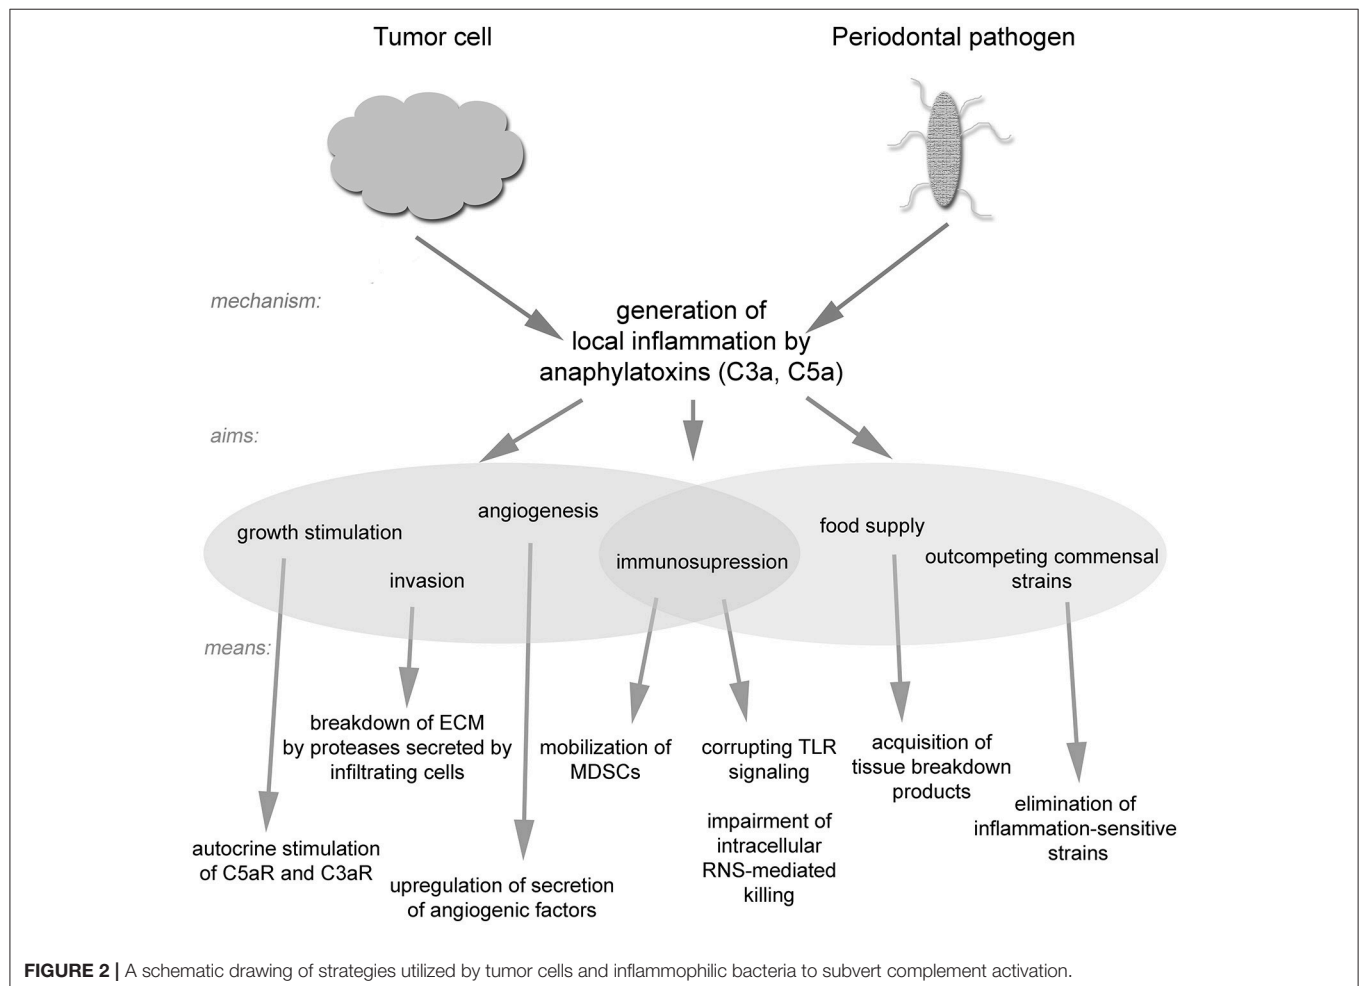 Tumor cell
Periodontal pathogen
mechanism:
generation of
local inflammation by
anaphylatoxins (C3a, C5a)
aims:
growth stimulation
invasion
angiogenesis
immunosupression
food supply
outcompeting commensal
strains
means:
autocrine stimulation
of C5aR and C3aR
breakdown of ECM
by proteases secreted by
infiltrating cells
upregulation of secretion
of angiogenic factors
mobilization of
MDSCs
corrupting TLR
signaling
impairment of
intracellular
RNS-mediated
killing
acquisition of
tissue breakdown
products
elimination of
inflammation-sensitive
strains
FIGURE 2 | A schematic drawing of strategies utilized by tumor cells and inflammophilic bacteria to subvert complement activation.